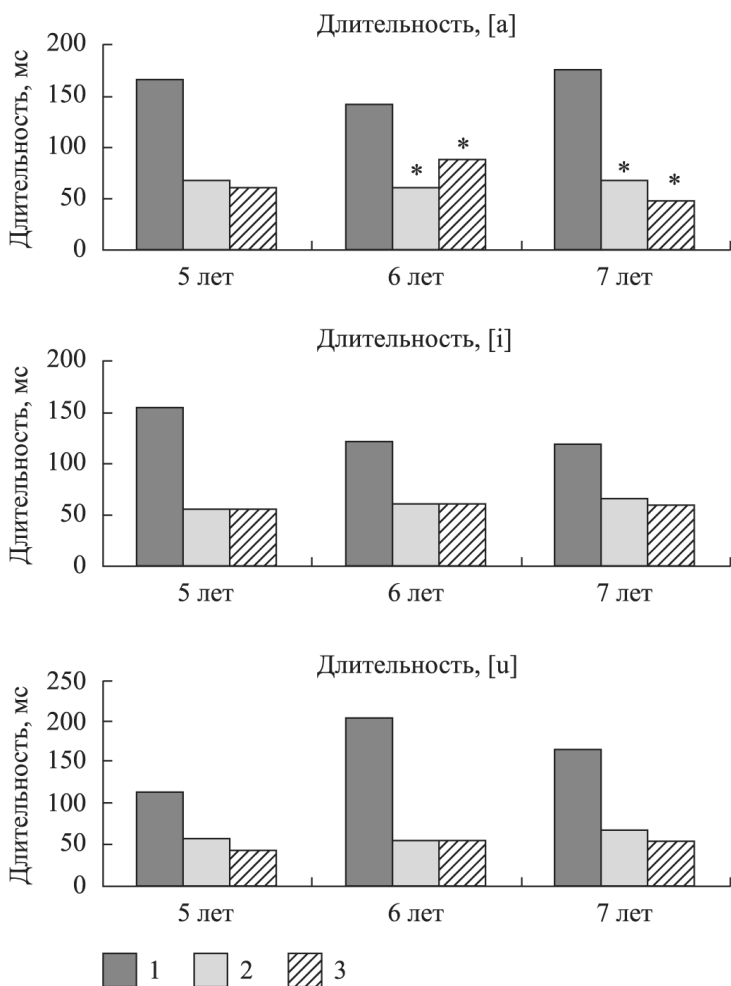 Длительность, [a]
Длительность, мс
200
150
100
50
0
* * * *
5 лет 6 лет 7 лет
Длительность, [i]
Длительность, мс
200
150
100
50
0
5 лет 6 лет 7 лет
Длительность, [u]
Длительность, мс
250
200
150
100
50
0
5 лет 6 лет 7 лет
1 2 3